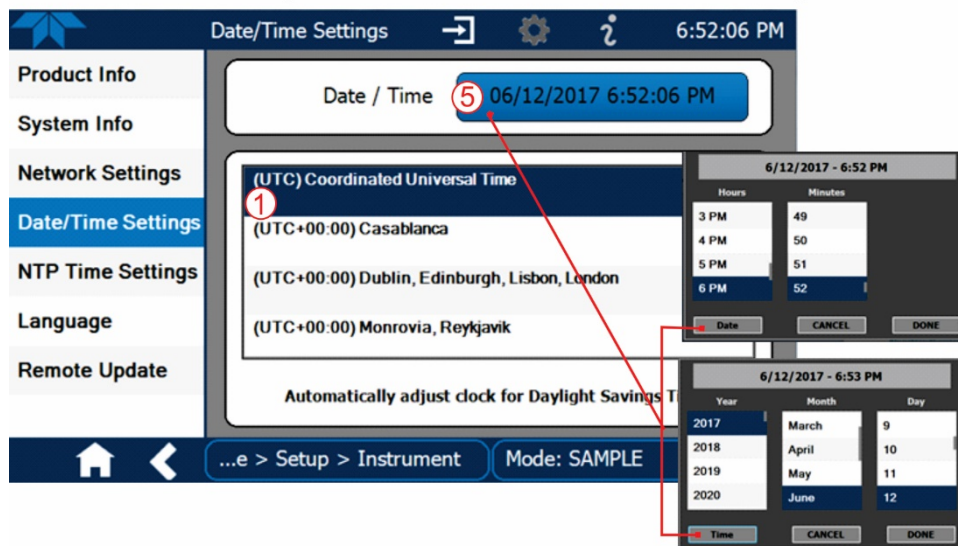 Date/Time Settings 6:52:06 PM
Product Info
System Info
Network Settings
Date/Time Settings
NTP Time Settings
Language
Remote Update
Date / Time 5 06/12/2017 6:52:06 PM
(UTC) Coordinated Universal Time
1
(UTC+00:00) Casablanca
(UTC+00:00) Dublin, Edinburgh, Lisbon, London
(UTC+00:00) Monrovia, Reykjavik
Automatically adjust clock for Daylight Savings T
...e > Setup > Instrument Mode: SAMPLE
6/12/2017 - 6:52 PM
Hours Minutes
3 PM 49
4 PM 50
5 PM 51
6 PM 52
Date CANCEL DONE
6/12/2017 - 6:53 PM
Year Month Day
2017 March 9
2018 April 10
2019 May 11
2020 June 12
Time CANCEL DONE